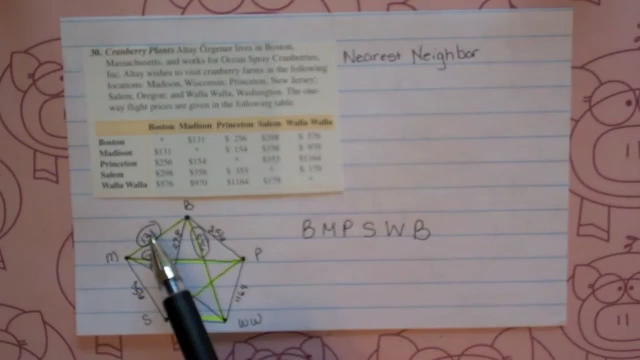 30. Cranberry Plants Altay Özgener lives in Boston,
Massachusetts, and works for Ocean Spray Cranberries,
Inc. Altay wishes to visit cranberry farms in the following
locations: Madison, Wisconsin; Princeton, New Jersey;
Salem, Oregon; and Walla Walla, Washington. The one-
way flight prices are given in the following table.
Nearest Neighbor
Boston Madison Princeton Salem Walla Walla
Boston * $131 $ 256 $298 $ 576
Madison $131 * $ 154 $ 970
Princeton $256 $154 * $353 $1164
Salem $298 $ 353 * $ 179
Walla Walla $576 $970 $1164 $179 *
B
M
P
S
WW
1164
B M P S W B